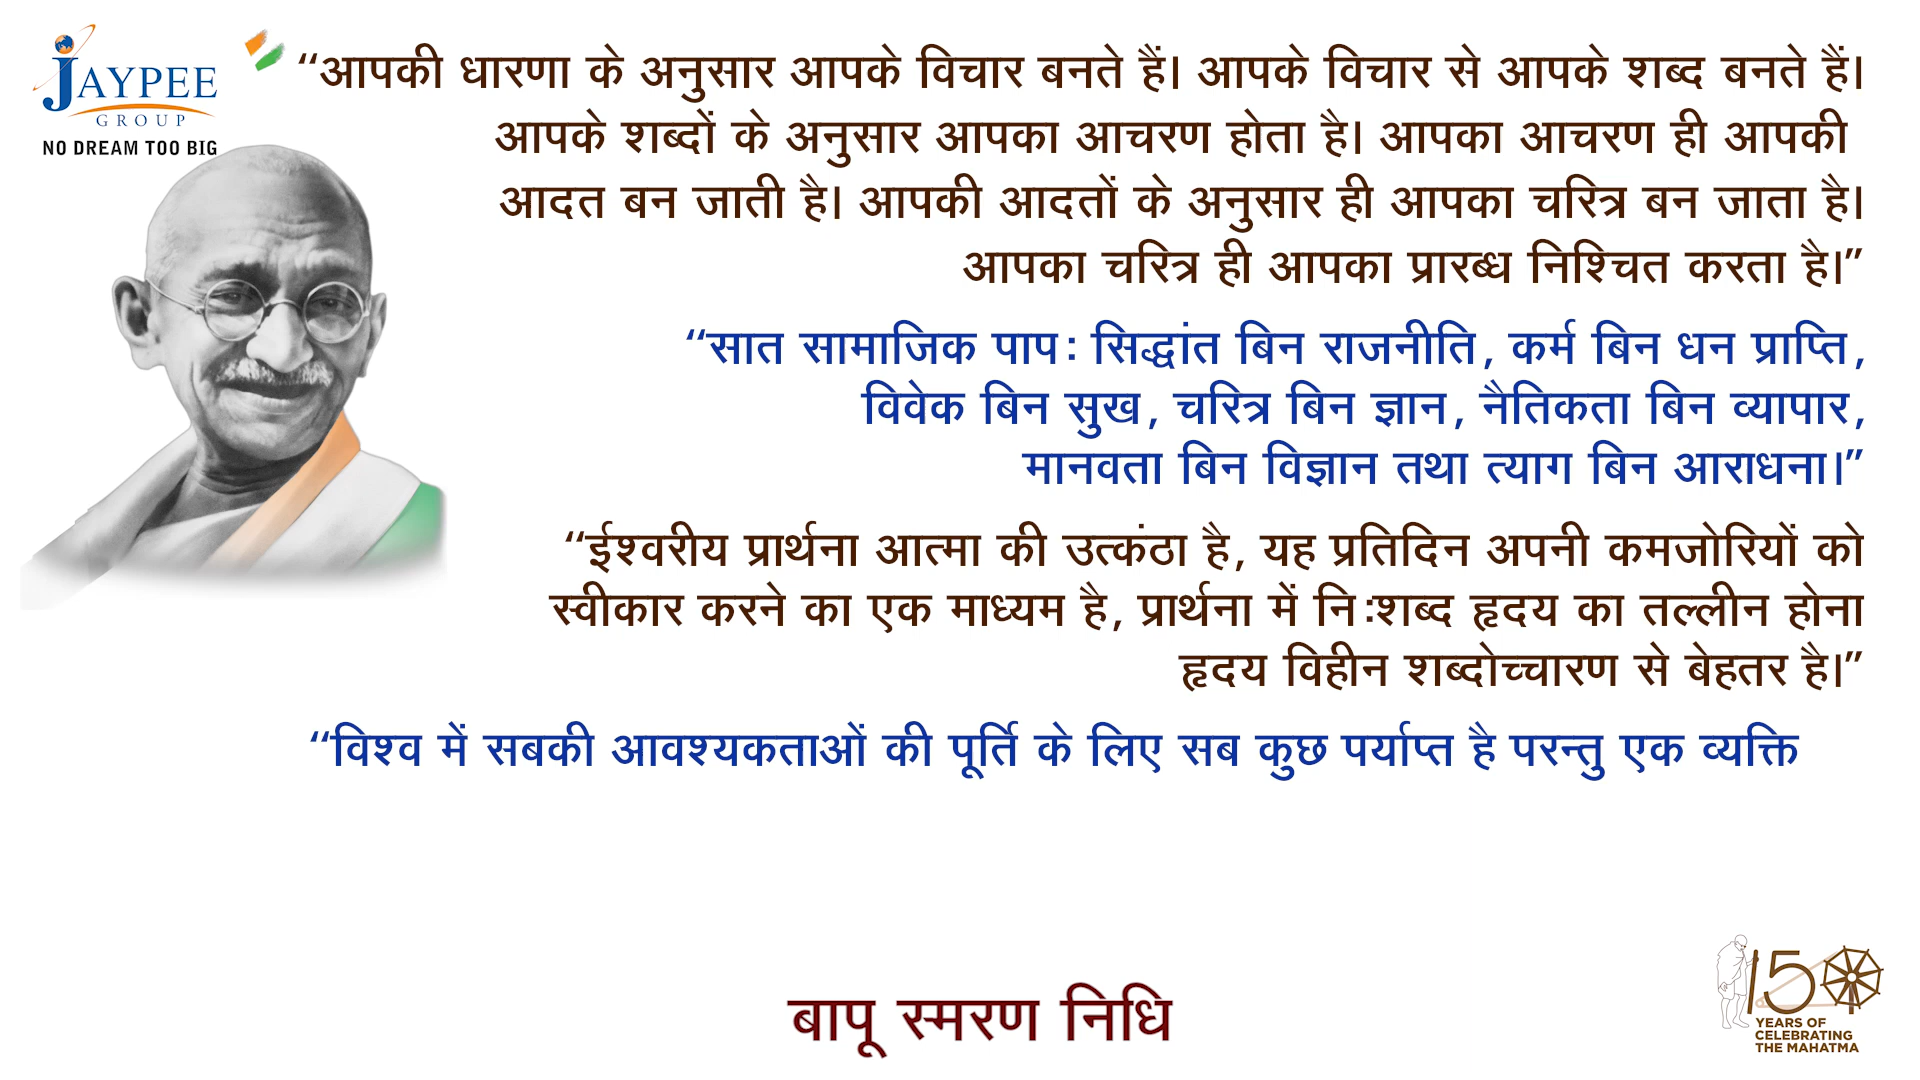 JAYPEE
GROUP
NO DREAM TOO BIG
“आपकी धारणा के अनुसार आपके विचार बनते हैं। आपके विचार से आपके शब्द बनते हैं।
आपके शब्दों के अनुसार आपका आचरण होता है। आपका आचरण ही आपकी
आदत बन जाती है। आपकी आदतों के अनुसार ही आपका चरित्र बन जाता है।
आपका चरित्र ही आपका प्रारब्ध निश्चित करता है।”
“सात सामाजिक पाप: सिद्धांत बिन राजनीति, कर्म बिन धन प्राप्ति,
विवेक बिन सुख, चरित्र बिन ज्ञान, नैतिकता बिन व्यापार,
मानवता बिन विज्ञान तथा त्याग बिन आराधना।”
“ईश्वरीय प्रार्थना आत्मा की उत्कंठा है, यह प्रतिदिन अपनी कमजोरियों को
स्वीकार करने का एक माध्यम है, प्रार्थना में नि:शब्द हृदय का तल्लीन होना
हृदय विहीन शब्दोच्चारण से बेहतर है।”
“विश्व में सबकी आवश्यकताओं की पूर्ति के लिए सब कुछ पर्याप्त है परन्तु एक व्यक्ति
बापू स्मरण निधि
150
YEARS OF
CELEBRATING
THE MAHATMA